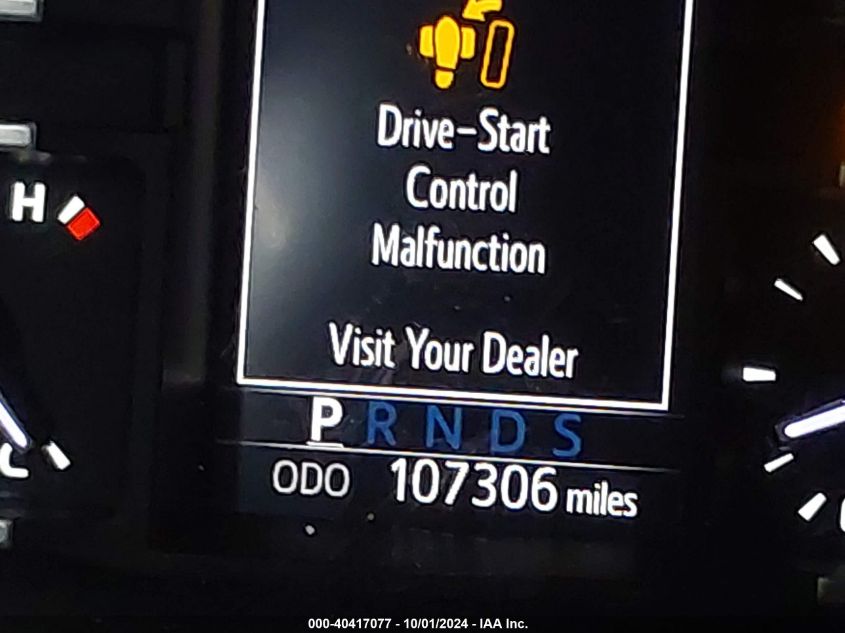 Drive-Start
Control
Malfunction
Visit Your Dealer
H
P R N D S
C
ODO 107306 miles
000-40417077 - 10/01/2024 - IAA Inc.